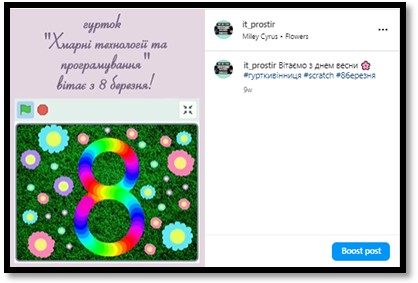 гурток
"Хмарні технології та
програмування"
вітає з 8 березня!
8
it_prostir
Miley Cyrus • Flowers
it_prostir Вітаємо з днем весни 🌸
#гурткивінниця #scratch #8березня
9w
Boost post